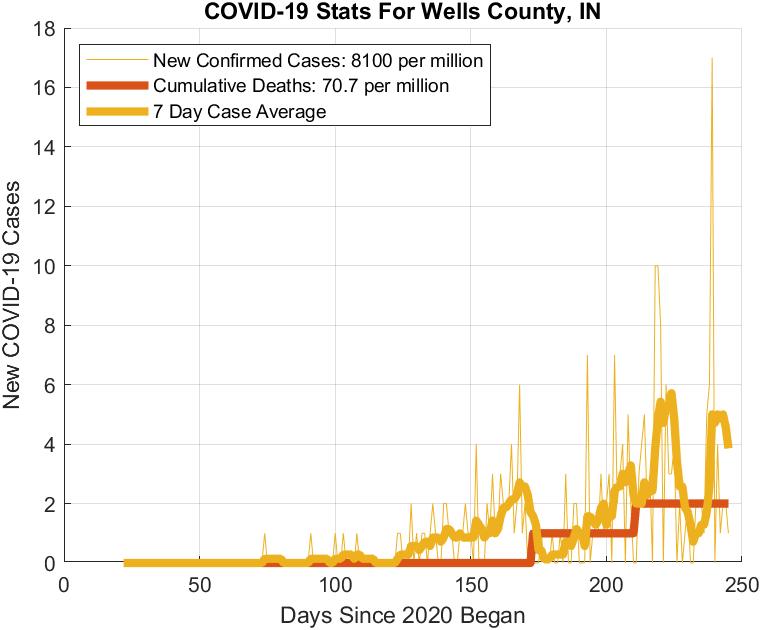 COVID-19 Stats For Wells County, IN
New Confirmed Cases: 8100 per million
Cumulative Deaths: 70.7 per million
7 Day Case Average
New COVID-19 Cases
18
16
14
12
10
8
6
4
2
0
0 50 100 150 200 250
Days Since 2020 Began